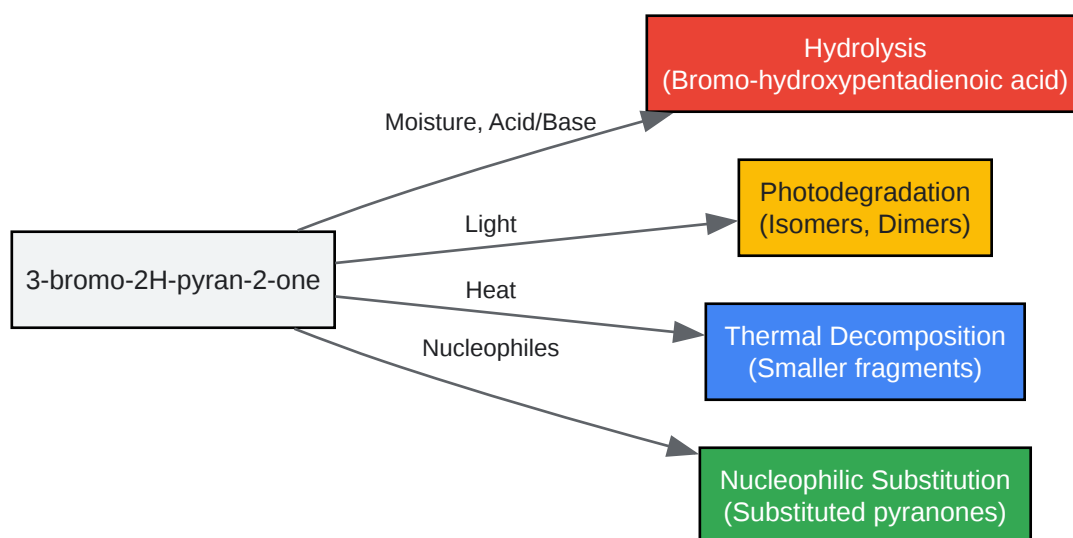 Hydrolysis
(Bromo-hydroxypentadienoic acid)
Moisture, Acid/Base
Photodegradation
(Isomers, Dimers)
Light
3-bromo-2H-pyran-2-one
Heat
Thermal Decomposition
(Smaller fragments)
Nucleophiles
Nucleophilic Substitution
(Substituted pyranones)